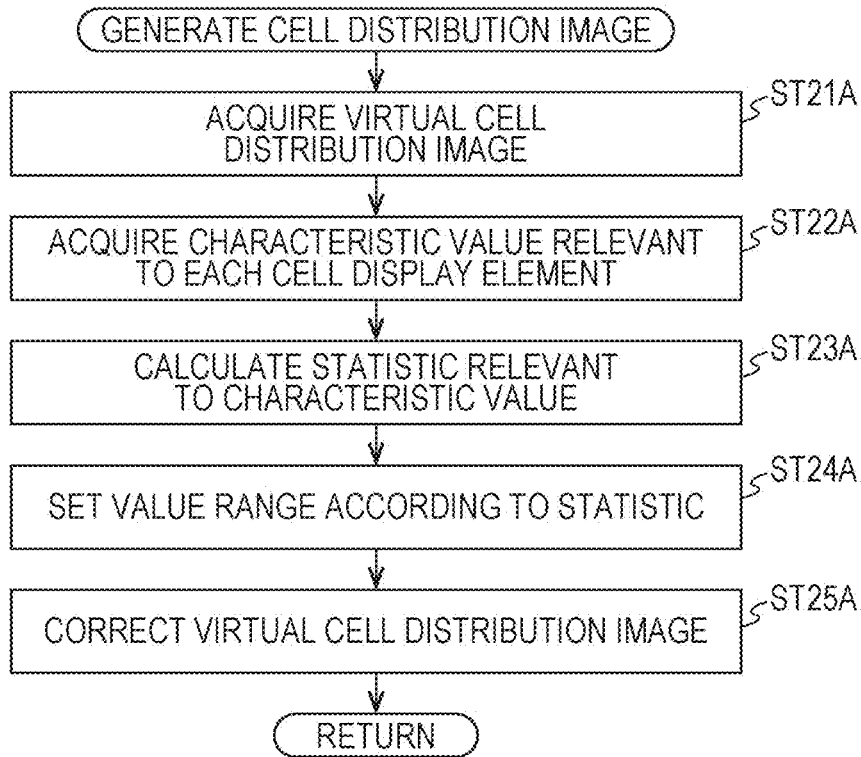 GENERATE CELL DISTRIBUTION IMAGE
ST21A
ACQUIRE VIRTUAL CELL
DISTRIBUTION IMAGE
ST22A
ACQUIRE CHARACTERISTIC VALUE RELEVANT
TO EACH CELL DISPLAY ELEMENT
ST23A
CALCULATE STATISTIC RELEVANT
TO CHARACTERISTIC VALUE
ST24A
SET VALUE RANGE ACCORDING TO STATISTIC
ST25A
CORRECT VIRTUAL CELL DISTRIBUTION IMAGE
RETURN